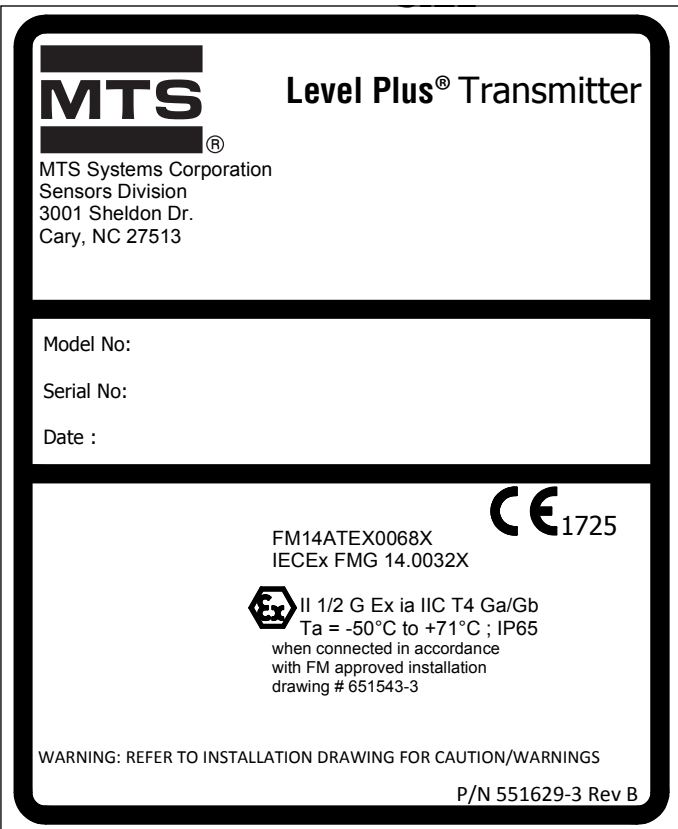 MTS
®
Level Plus® Transmitter
MTS Systems Corporation
Sensors Division
3001 Sheldon Dr.
Cary, NC 27513
Model No:
Serial No:
Date :
CE 1725
FM14ATEX0068X
IECEx FMG 14.0032X
Ex II 1/2 G Ex ia IIC T4 Ga/Gb
Ta = -50°C to +71°C ; IP65
when connected in accordance
with FM approved installation
drawing # 651543-3
WARNING: REFER TO INSTALLATION DRAWING FOR CAUTION/WARNINGS
P/N 551629-3 Rev B